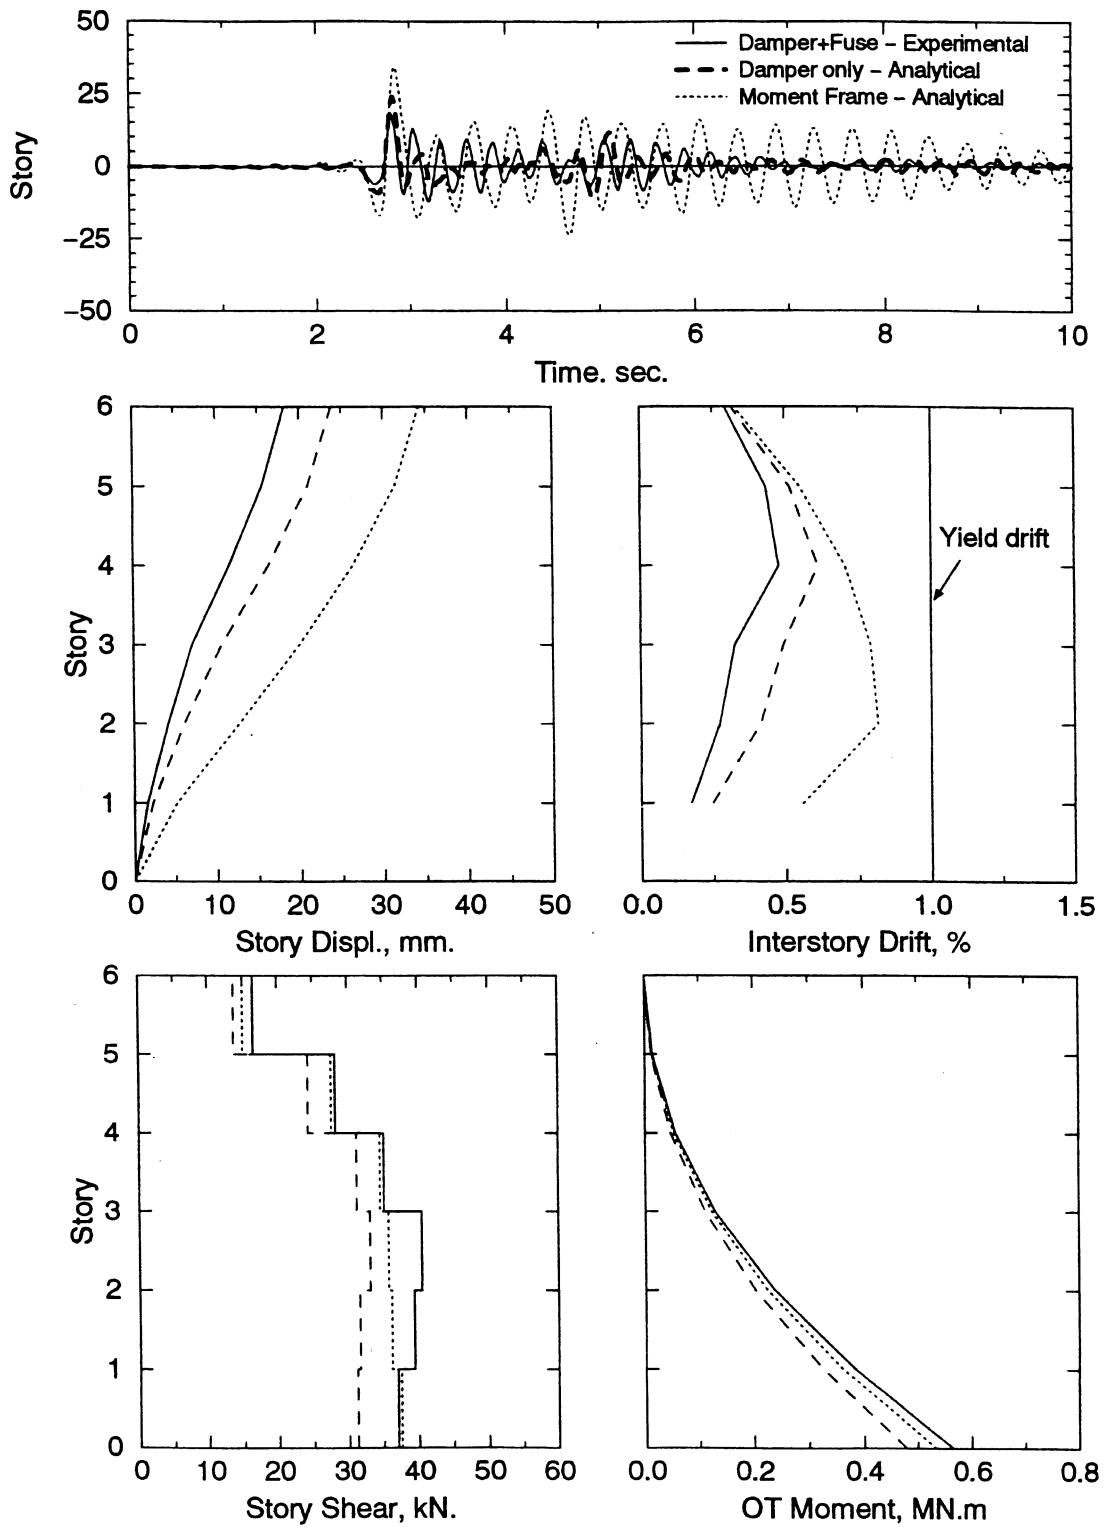 50
25
0
−25
−50
Story
Damper+Fuse – Experimental
Damper only – Analytical
Moment Frame – Analytical
0 2 4 6 8 10
Time. sec.
6
5
4
3
2
1
0
Story
0 10 20 30 40 50
Story Displ., mm.
Yield drift
0.0 0.5 1.0 1.5
Interstory Drift, %
6
5
4
3
2
1
0
Story
0 10 20 30 40 50 60
Story Shear, kN.
0.0 0.2 0.4 0.6 0.8
OT Moment, MN.m